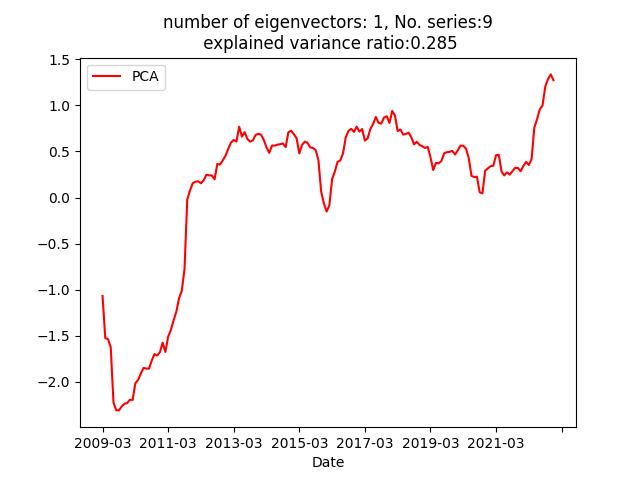 number of eigenvectors: 1, No. series:9
explained variance ratio:0.285
PCA
1.5
1.0
0.5
0.0
−0.5
−1.0
−1.5
−2.0
2009-03 2011-03 2013-03 2015-03 2017-03 2019-03 2021-03
Date